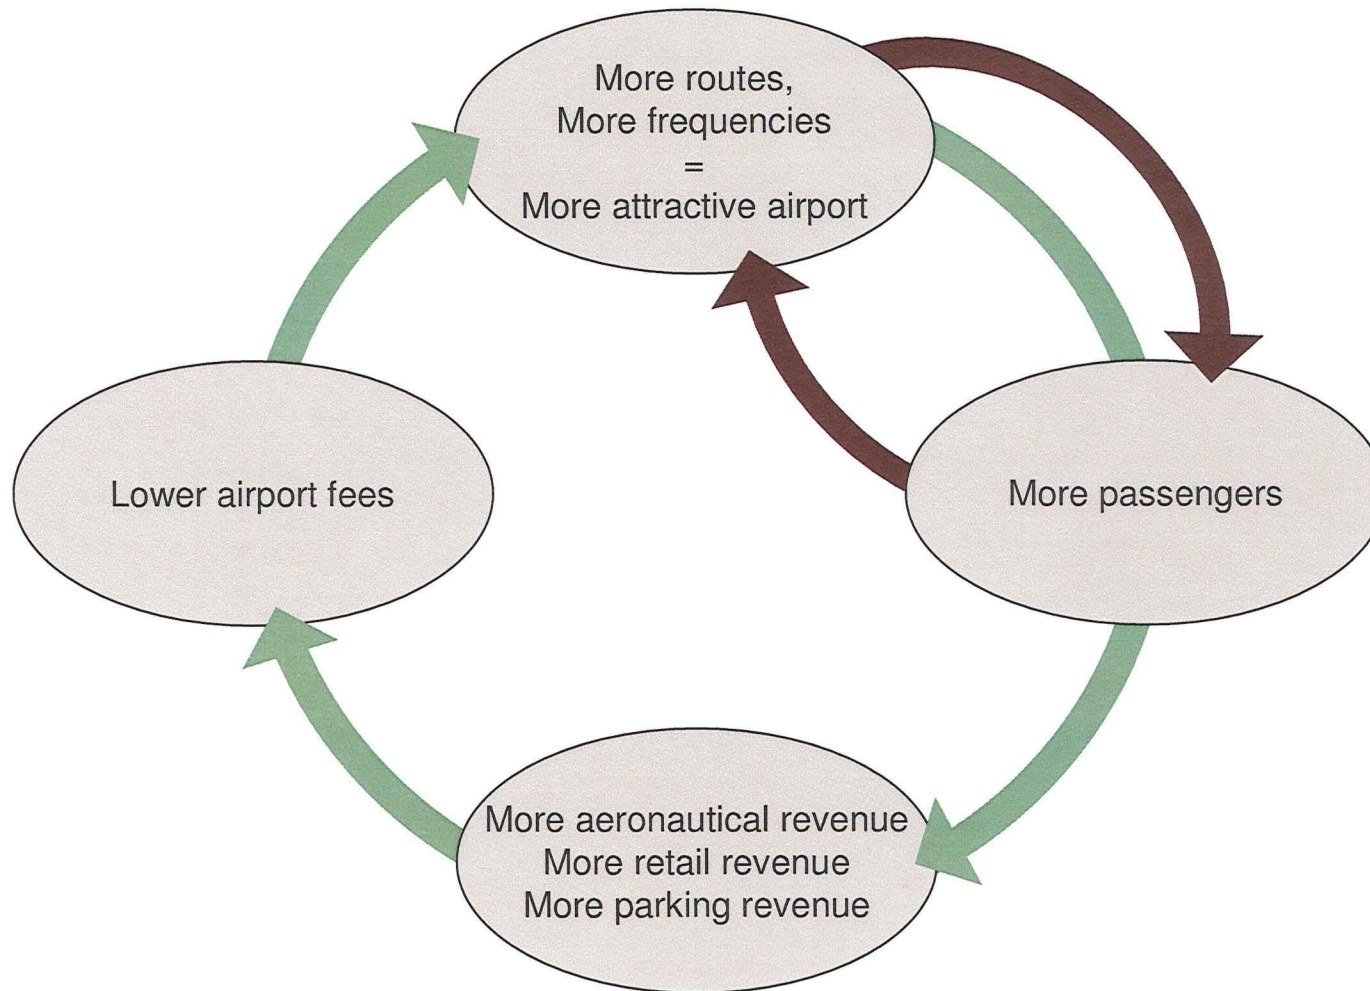 More routes,
More frequencies
=
More attractive airport
Lower airport fees
More passengers
More aeronautical revenue
More retail revenue
More parking revenue